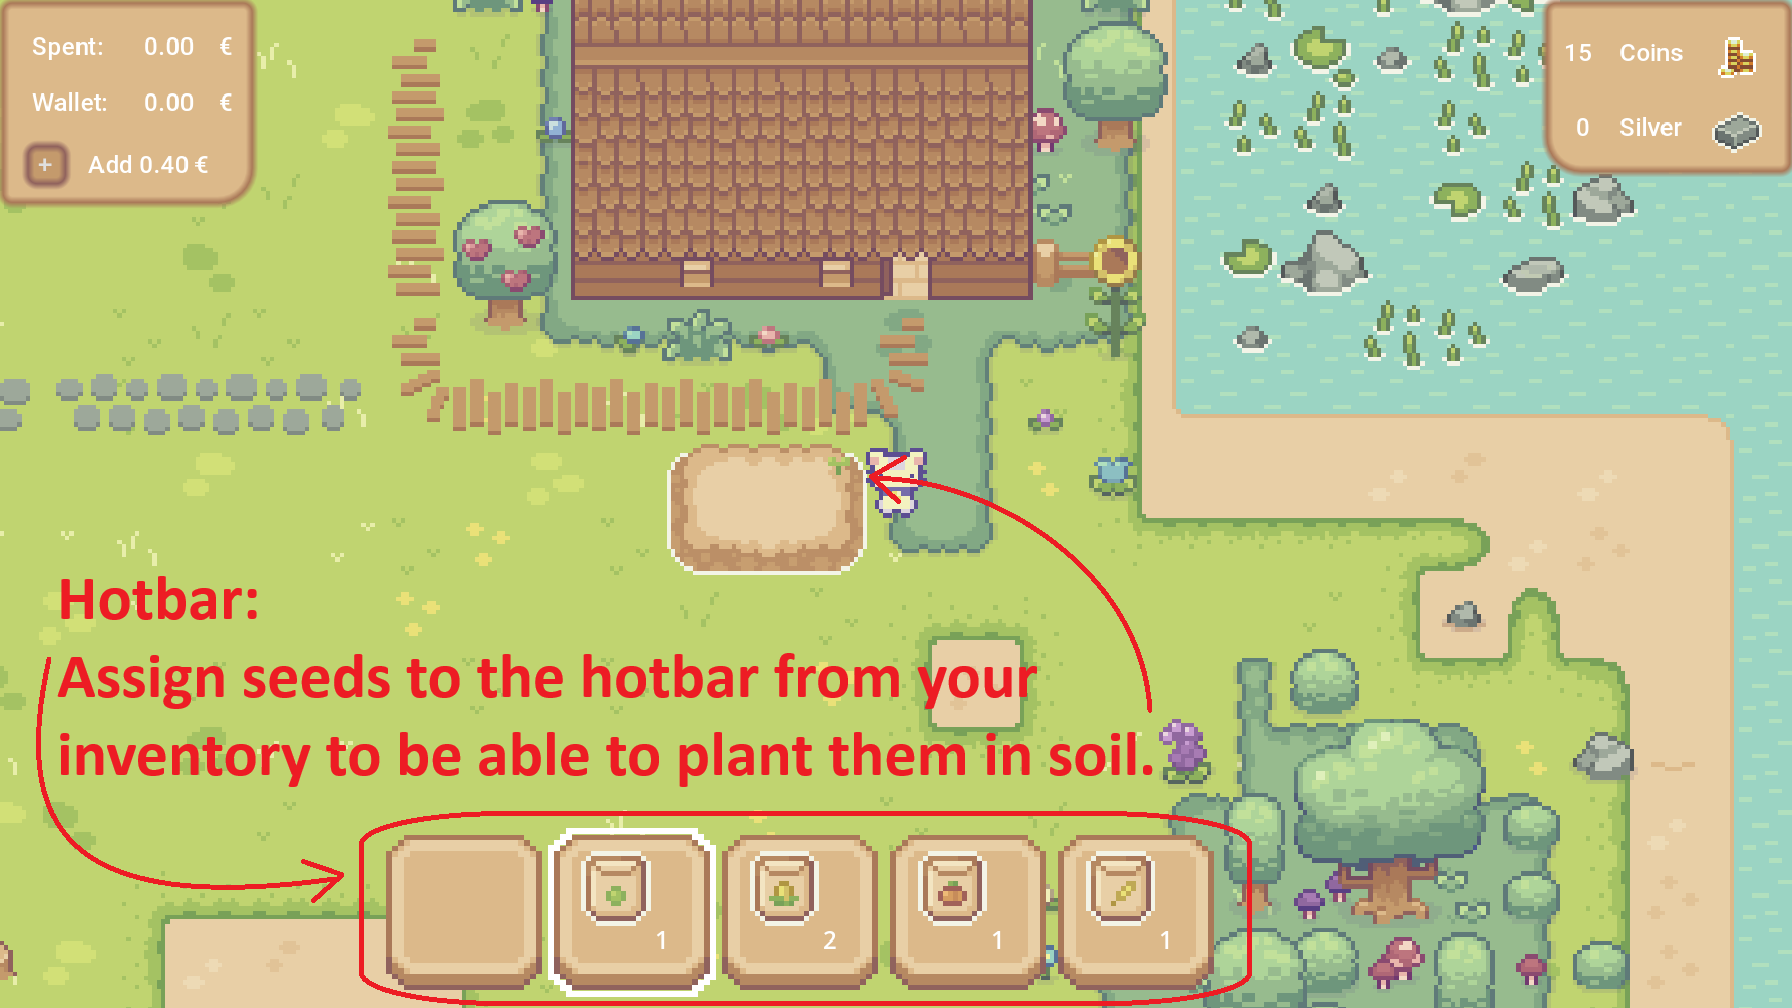 Spent: 0.00 €
Wallet: 0.00 €
+ Add 0.40 €
15 Coins
0 Silver
Hotbar:
Assign seeds to the hotbar from your
inventory to be able to plant them in soil.
1 2 1 1